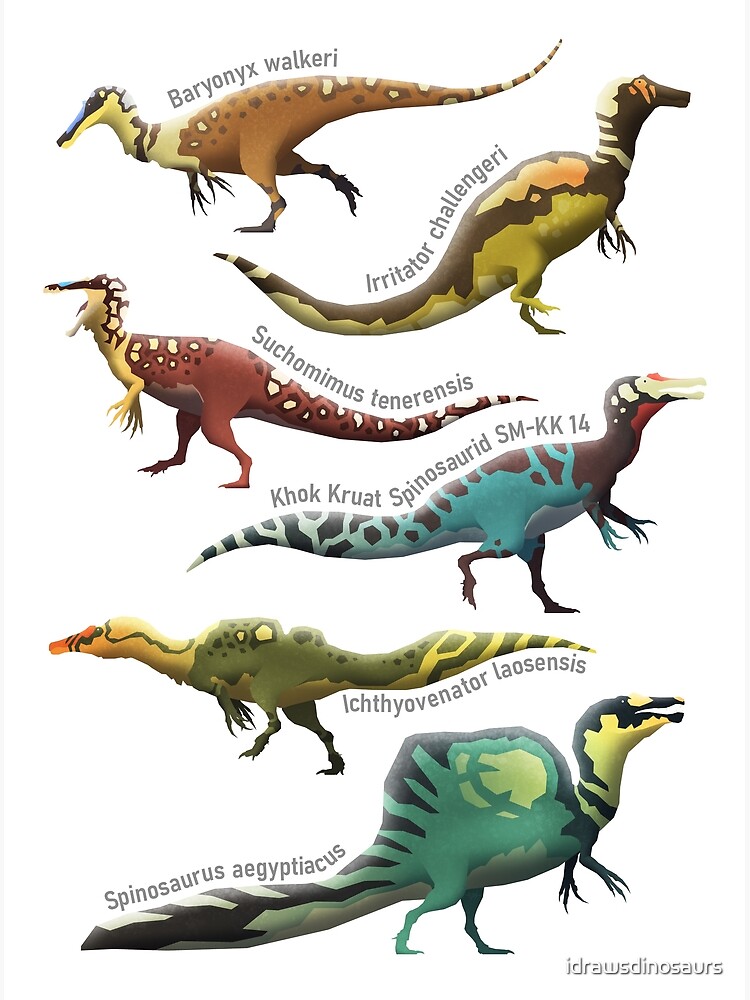 Baryonyx walkeri
Irritator challengeri
Suchomimus tenerensis
Khok Kruat Spinosaurid SM-KK 14
Ichthyovenator laosensis
Spinosaurus aegyptiacus
idrawsdinosaurs